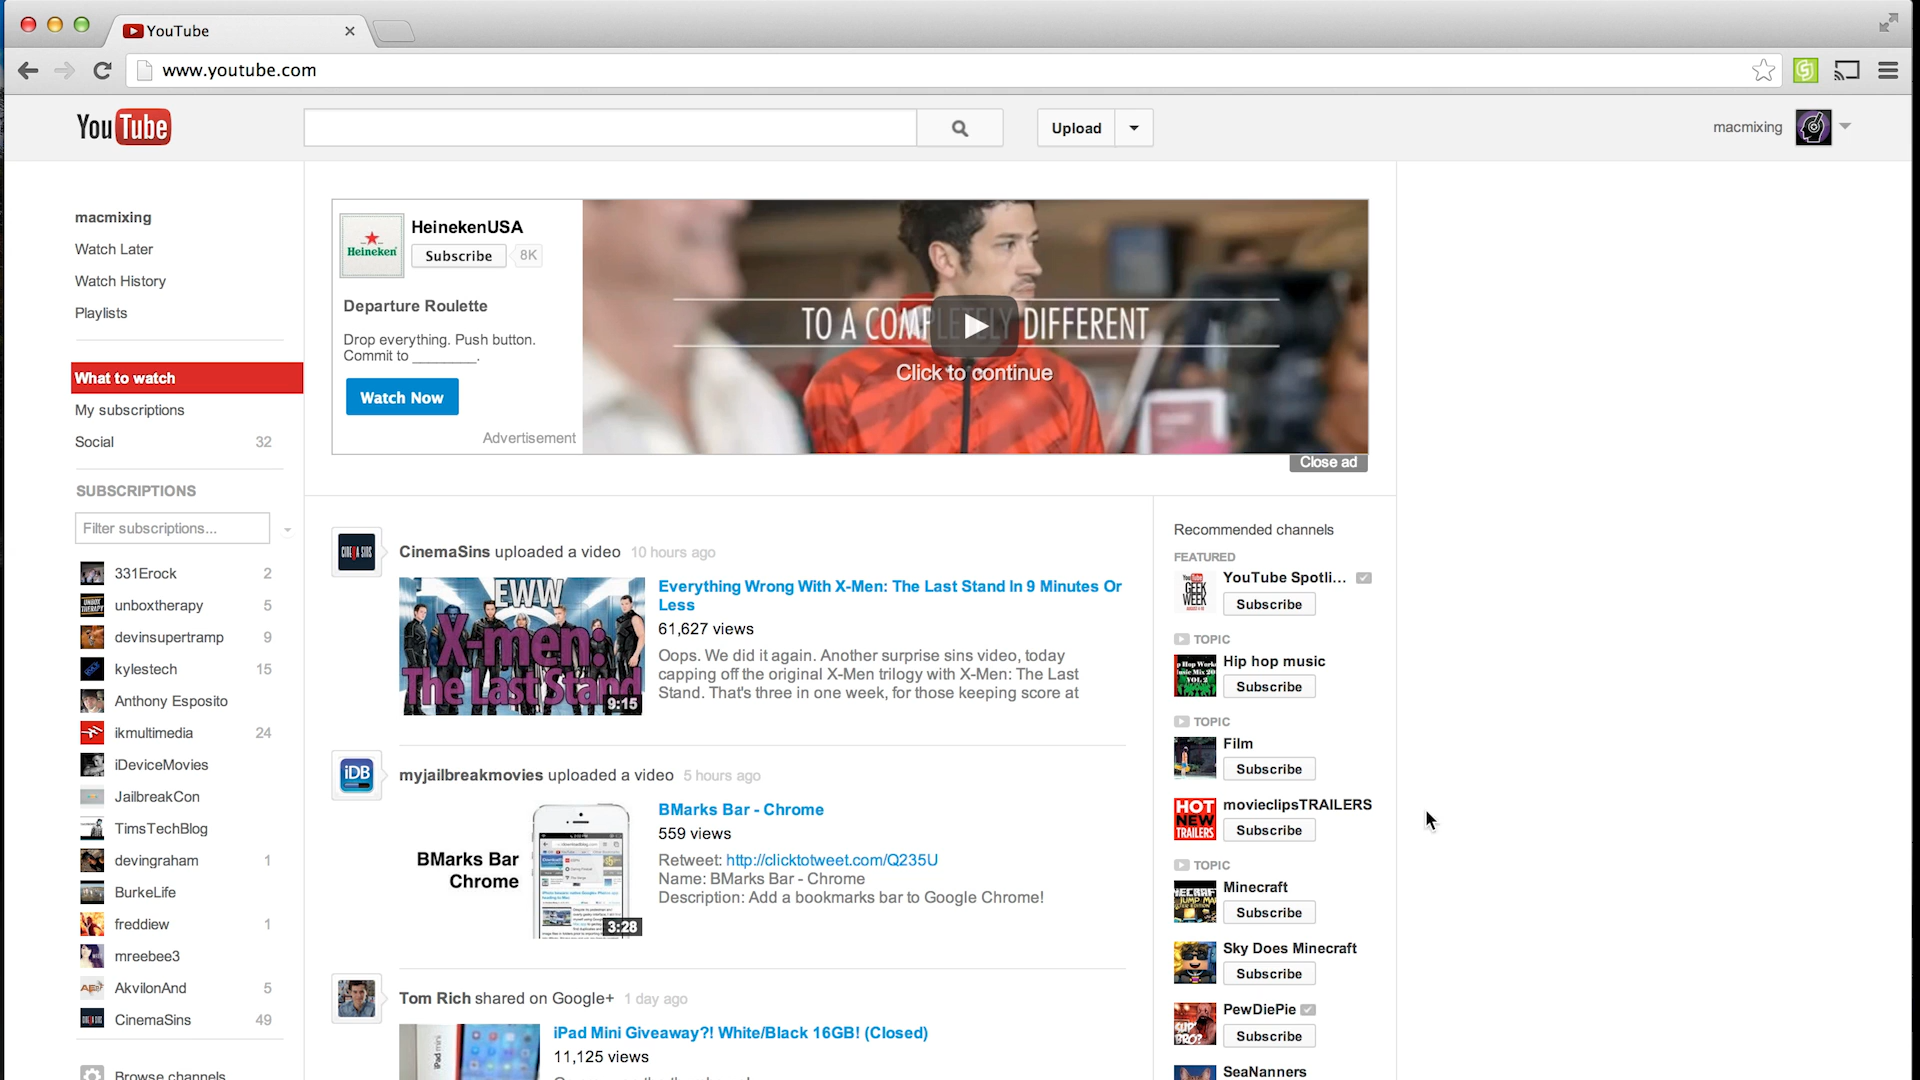 YouTube
www.youtube.com
YouTube
Upload
macmixing
macmixing
Watch Later
Watch History
Playlists
What to watch
My subscriptions
Social 32
SUBSCRIPTIONS
Filter subscriptions...
331Erock 2
unboxtherapy 5
devinsupertramp 9
kylestech 15
Anthony Esposito
ikmultimedia 24
iDeviceMovies
JailbreakCon
TimsTechBlog
devingraham 1
BurkeLife
freddiew 1
mreebee3
AkvilonAnd 5
CinemaSins 49
Browse channels
Heineken
HeinekenUSA
Subscribe 8K
Departure Roulette
Drop everything. Push button.
Commit to ________.
Watch Now
Advertisement
TO A COMPLETELY DIFFERENT
Click to continue
Close ad
CINEMA SINS
CinemaSins uploaded a video 10 hours ago
EWW
X-men:
The Last Stand
9:15
Everything Wrong With X-Men: The Last Stand In 9 Minutes Or
Less
61,627 views
Oops. We did it again. Another surprise sins video, today
capping off the original X-Men trilogy with X-Men: The Last
Stand. That's three in one week, for those keeping score at
iDB
myjailbreakmovies uploaded a video 5 hours ago
BMarks Bar
Chrome
3:28
BMarks Bar - Chrome
559 views
Retweet: http://clicktotweet.com/Q235U
Name: BMarks Bar - Chrome
Description: Add a bookmarks bar to Google Chrome!
Tom Rich shared on Google+ 1 day ago
iPad mini
iPad Mini Giveaway?! White/Black 16GB! (Closed)
11,125 views
Recommended channels
FEATURED
YouTube
GEEK
WEEK
YouTube Spotli...
Subscribe
TOPIC
Hip hop music
Subscribe
TOPIC
Film
Subscribe
HOT
NEW
TRAILERS
movieclipsTRAILERS
Subscribe
TOPIC
Minecraft
Subscribe
Sky Does Minecraft
Subscribe
PewDiePie
Subscribe
SeaNanners